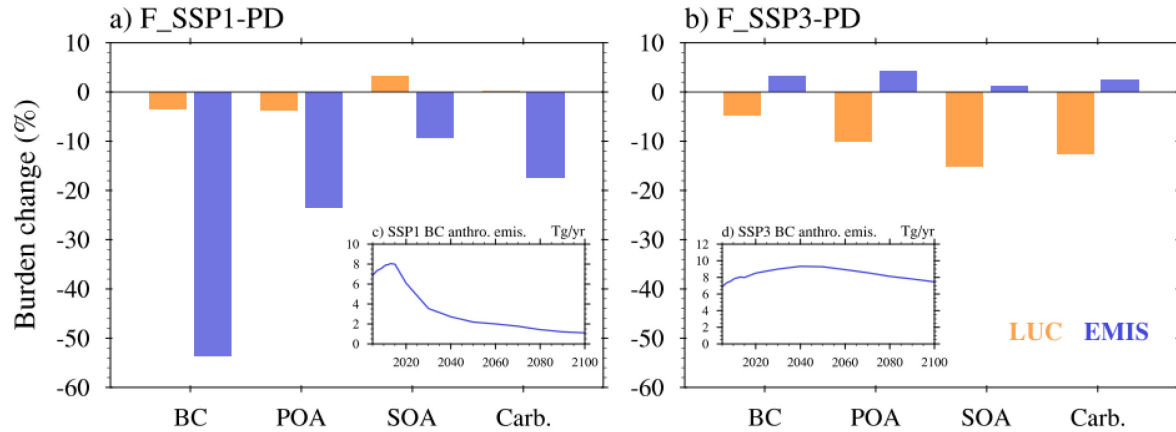 a) F_SSP1-PD
b) F_SSP3-PD
Burden change (%)
10
0
-10
-20
-30
-40
-50
-60
BC POA SOA Carb.
c) SSP1 BC anthro. emis. Tg/yr
10
8
6
4
2
0
2020 2040 2060 2080 2100
10
0
-10
-20
-30
-40
-50
-60
BC POA SOA Carb.
d) SSP3 BC anthro. emis. Tg/yr
12
10
8
6
4
2
0
2020 2040 2060 2080 2100
LUC EMIS